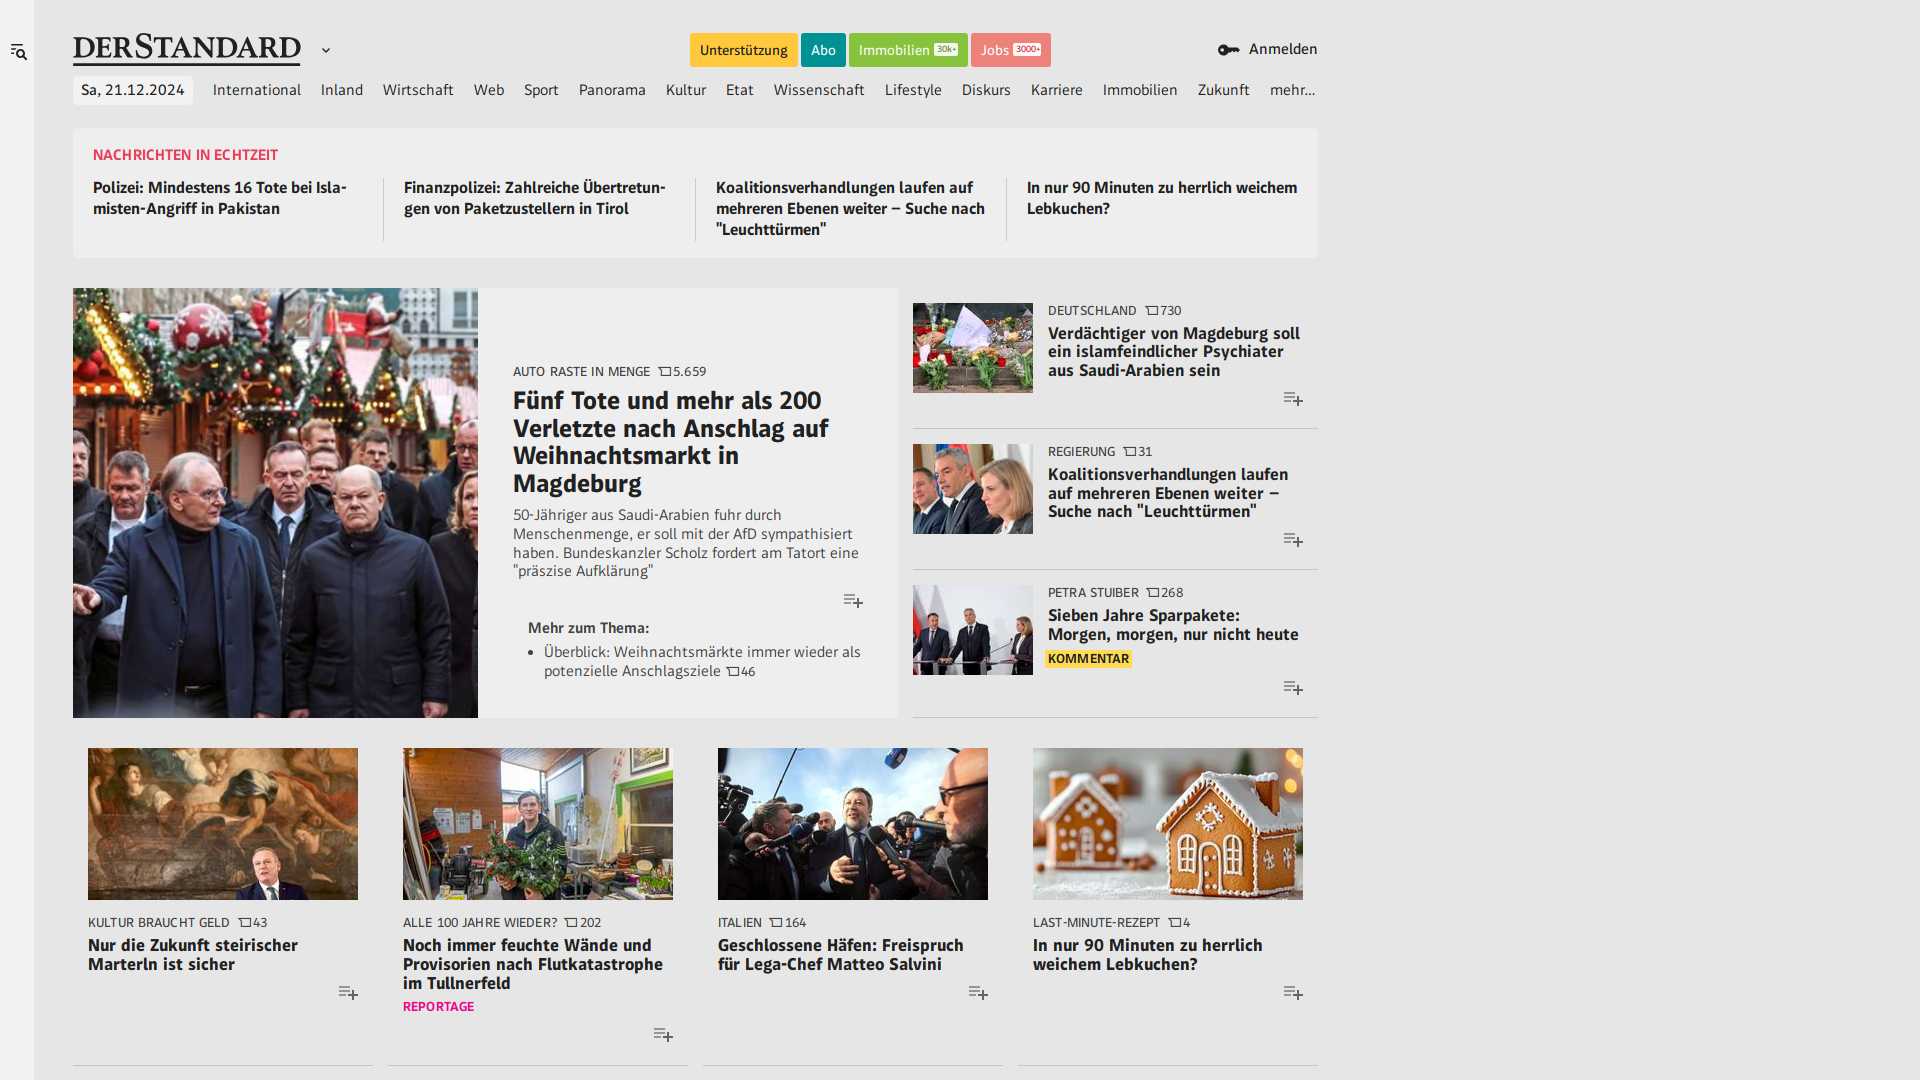 DERSTANDARD
Unterstützung
Abo
Immobilien 30k+
Jobs 3000+
Anmelden
Sa, 21.12.2024
International
Inland
Wirtschaft
Web
Sport
Panorama
Kultur
Etat
Wissenschaft
Lifestyle
Diskurs
Karriere
Immobilien
Zukunft
mehr...
NACHRICHTEN IN ECHTZEIT
Polizei: Mindestens 16 Tote bei Isla-
misten-Angriff in Pakistan
Finanzpolizei: Zahlreiche Übertretun-
gen von Paketzustellern in Tirol
Koalitionsverhandlungen laufen auf
mehreren Ebenen weiter – Suche nach
"Leuchttürmen"
In nur 90 Minuten zu herrlich weichem
Lebkuchen?
AUTO RASTE IN MENGE 5.659
Fünf Tote und mehr als 200
Verletzte nach Anschlag auf
Weihnachtsmarkt in
Magdeburg
50-Jähriger aus Saudi-Arabien fuhr durch
Menschenmenge, er soll mit der AfD sympathisiert
haben. Bundeskanzler Scholz fordert am Tatort eine
"präszise Aufklärung"
Mehr zum Thema:
• Überblick: Weihnachtsmärkte immer wieder als
potenzielle Anschlagsziele 46
DEUTSCHLAND 730
Verdächtiger von Magdeburg soll
ein islamfeindlicher Psychiater
aus Saudi-Arabien sein
REGIERUNG 31
Koalitionsverhandlungen laufen
auf mehreren Ebenen weiter –
Suche nach "Leuchttürmen"
PETRA STUIBER 268
Sieben Jahre Sparpakete:
Morgen, morgen, nur nicht heute
KOMMENTAR
KULTUR BRAUCHT GELD 43
Nur die Zukunft steirischer
Marterln ist sicher
ALLE 100 JAHRE WIEDER? 202
Noch immer feuchte Wände und
Provisorien nach Flutkatastrophe
im Tullnerfeld
REPORTAGE
ITALIEN 164
Geschlossene Häfen: Freispruch
für Lega-Chef Matteo Salvini
LAST-MINUTE-REZEPT 4
In nur 90 Minuten zu herrlich
weichem Lebkuchen?